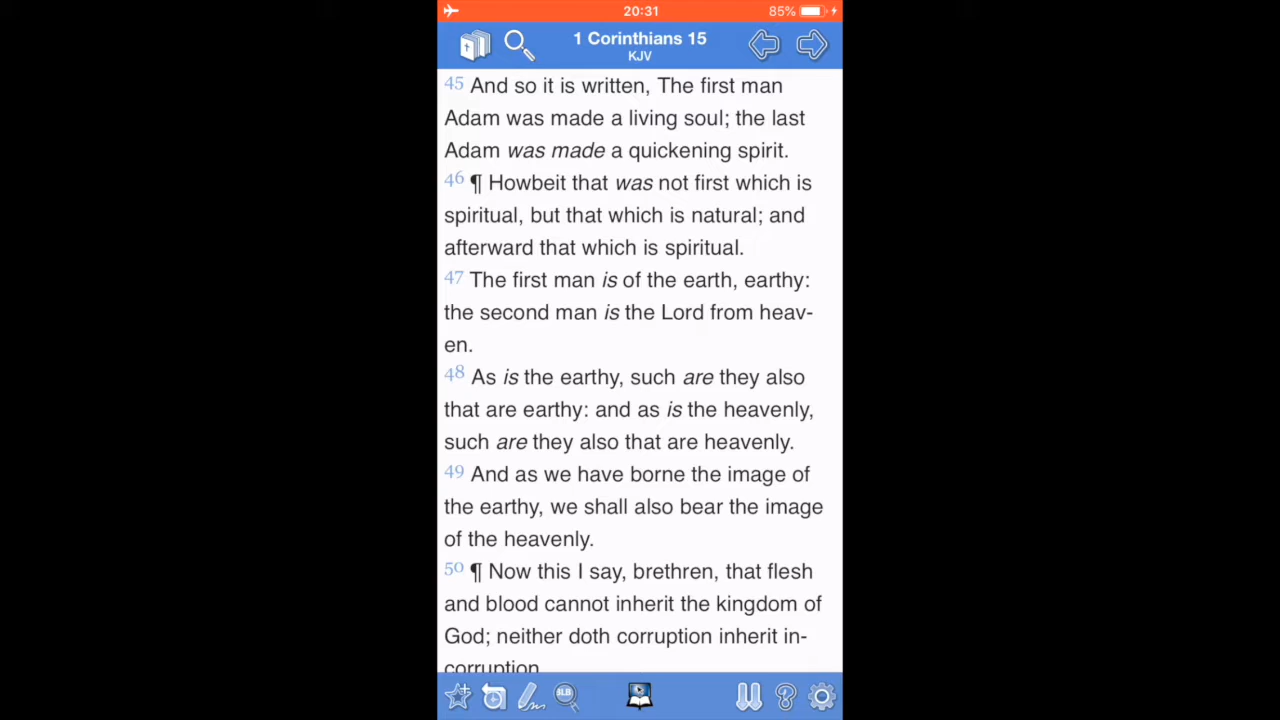 20:31
85%
1 Corinthians 15
KJV
45 And so it is written, The first man
Adam was made a living soul; the last
Adam was made a quickening spirit.
46 ¶ Howbeit that was not first which is
spiritual, but that which is natural; and
afterward that which is spiritual.
47 The first man is of the earth, earthy:
the second man is the Lord from heav-
en.
48 As is the earthy, such are they also
that are earthy: and as is the heavenly,
such are they also that are heavenly.
49 And as we have borne the image of
the earthy, we shall also bear the image
of the heavenly.
50 ¶ Now this I say, brethren, that flesh
and blood cannot inherit the kingdom of
God; neither doth corruption inherit in-
corruption
BLB